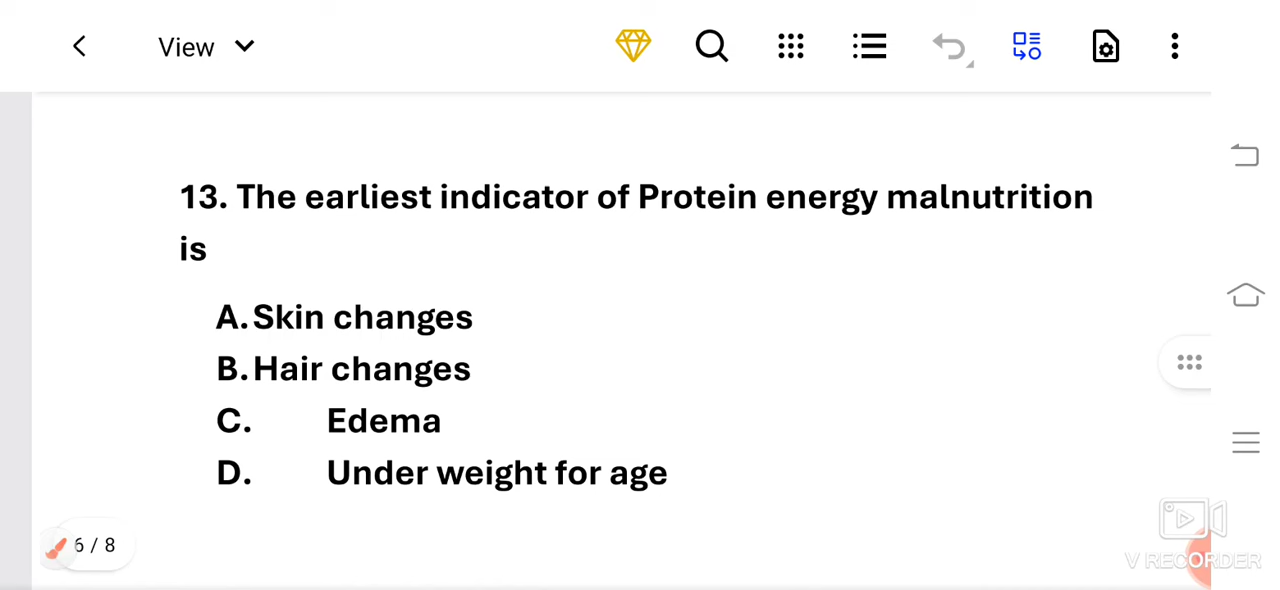 View
13. The earliest indicator of Protein energy malnutrition
is
A. Skin changes
B. Hair changes
C. Edema
D. Under weight for age
6 / 8
V RECORDER